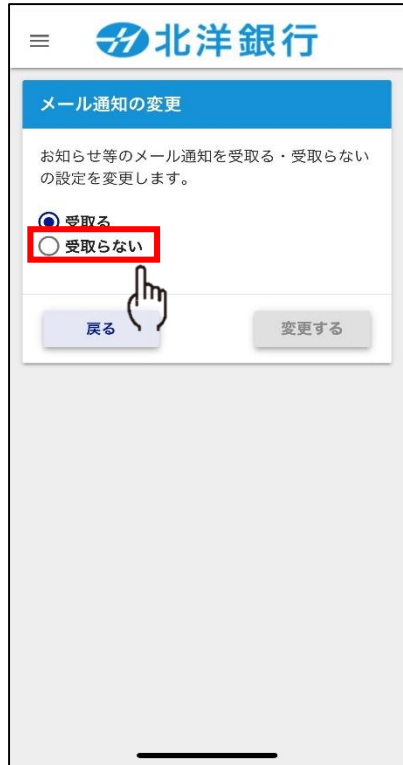 北洋銀行
メール通知の変更
お知らせ等のメール通知を受取る・受取らない
の設定を変更します。
受取る
受取らない
戻る
変更する